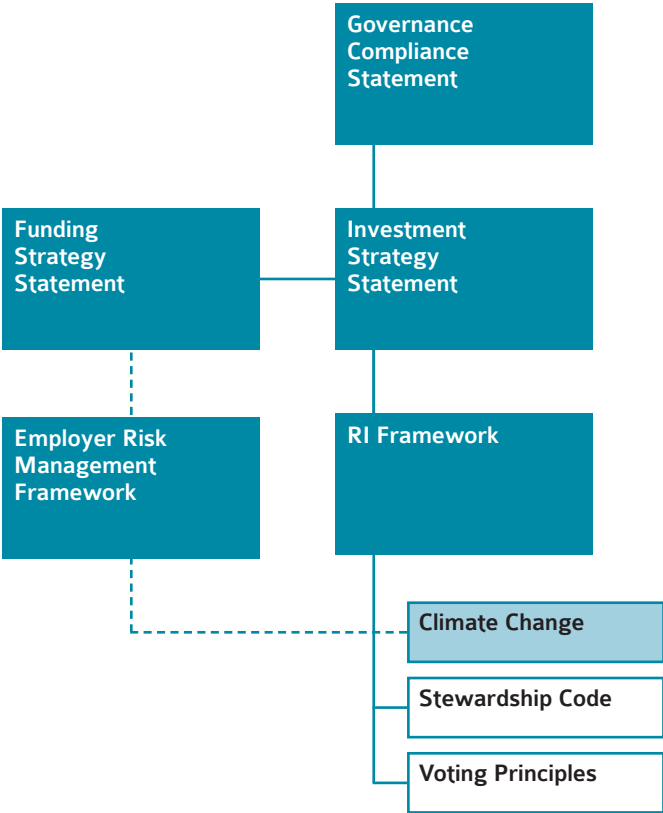 Governance
Compliance
Statement
Funding
Strategy
Statement
Investment
Strategy
Statement
Employer Risk
Management
Framework
RI Framework
Climate Change
Stewardship Code
Voting Principles